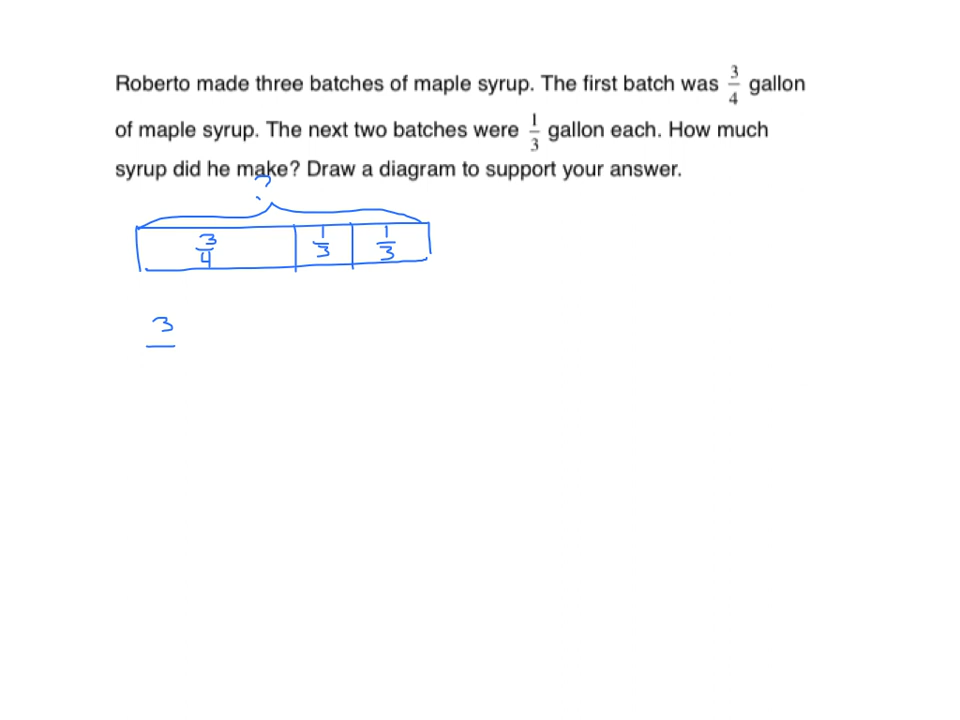 Roberto made three batches of maple syrup. The first batch was 3/4 gallon
of maple syrup. The next two batches were 1/3 gallon each. How much
syrup did he make? Draw a diagram to support your answer.
?
3/4 1/3 1/3
3